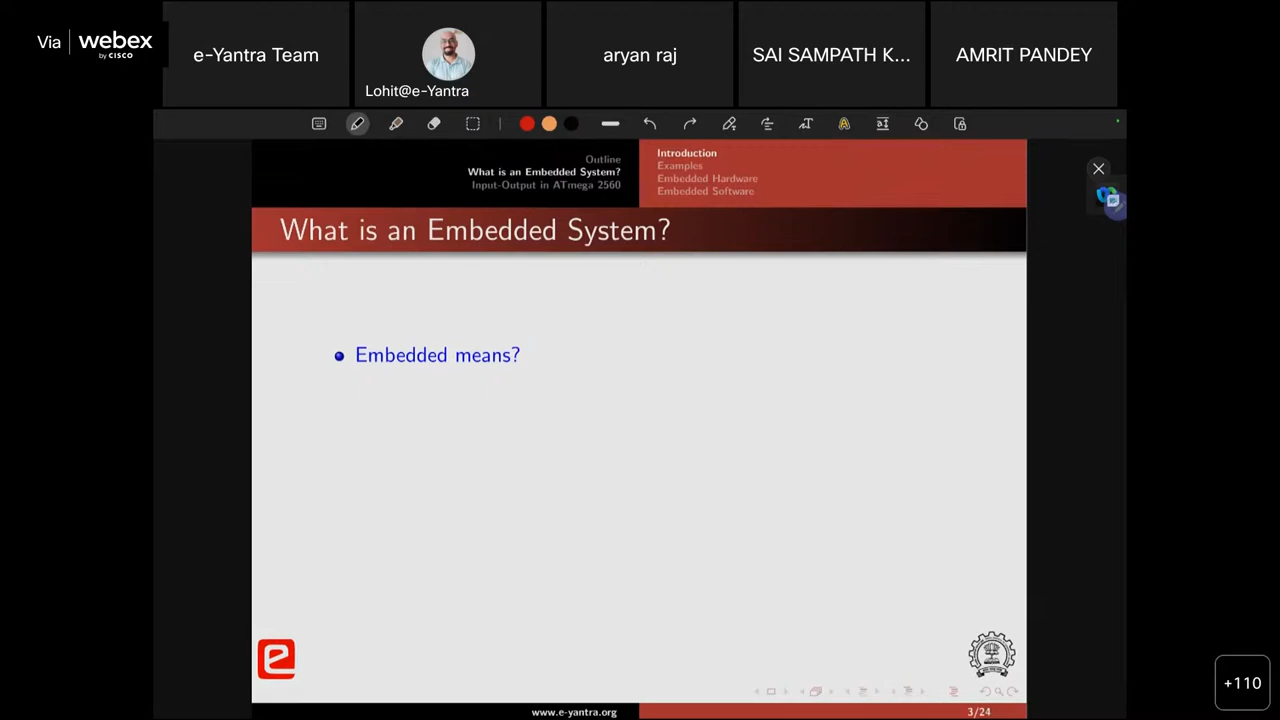 Via webex
by CISCO
e-Yantra Team
Lohit@e-Yantra
aryan raj
SAI SAMPATH K...
AMRIT PANDEY
Outline
What is an Embedded System?
Input-Output in ATmega 2560
Introduction
Examples
Embedded Hardware
Embedded Software
What is an Embedded System?
Embedded means?
www.e-yantra.org
3/24
+110